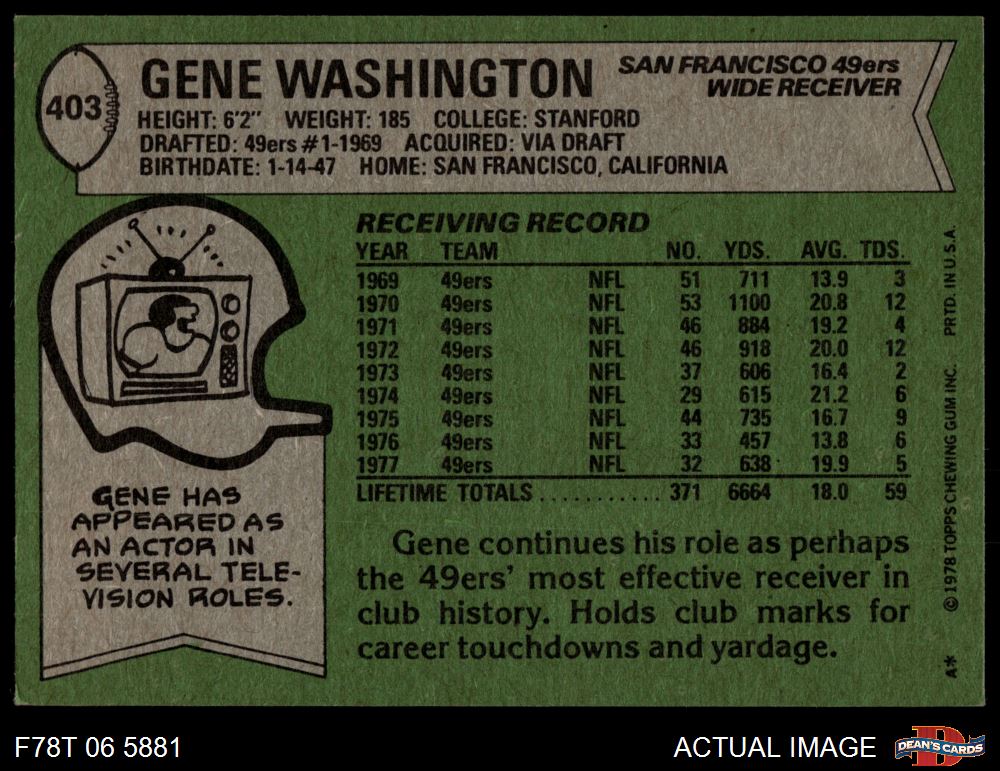 403
GENE WASHINGTON
SAN FRANCISCO 49ers
WIDE RECEIVER
HEIGHT: 6'2" WEIGHT: 185 COLLEGE: STANFORD
DRAFTED: 49ers #1-1969 ACQUIRED: VIA DRAFT
BIRTHDATE: 1-14-47 HOME: SAN FRANCISCO, CALIFORNIA
RECEIVING RECORD
YEAR TEAM NO. YDS. AVG. TDS.
1969 49ers NFL 51 711 13.9 3
1970 49ers NFL 53 1100 20.8 12
1971 49ers NFL 46 884 19.2 4
1972 49ers NFL 46 918 20.0 12
1973 49ers NFL 37 606 16.4 2
1974 49ers NFL 29 615 21.2 6
1975 49ers NFL 44 735 16.7 9
1976 49ers NFL 33 457 13.8 6
1977 49ers NFL 32 638 19.9 5
LIFETIME TOTALS ........... 371 6664 18.0 59
GENE HAS
APPEARED AS
AN ACTOR IN
SEVERAL TELE-
VISION ROLES.
Gene continues his role as perhaps
the 49ers' most effective receiver in
club history. Holds club marks for
career touchdowns and yardage.
A* © 1978 TOPPS CHEWING GUM INC. PRTD. IN U.S.A.
F78T 06 5881
ACTUAL IMAGE
D
DEAN'S CARDS